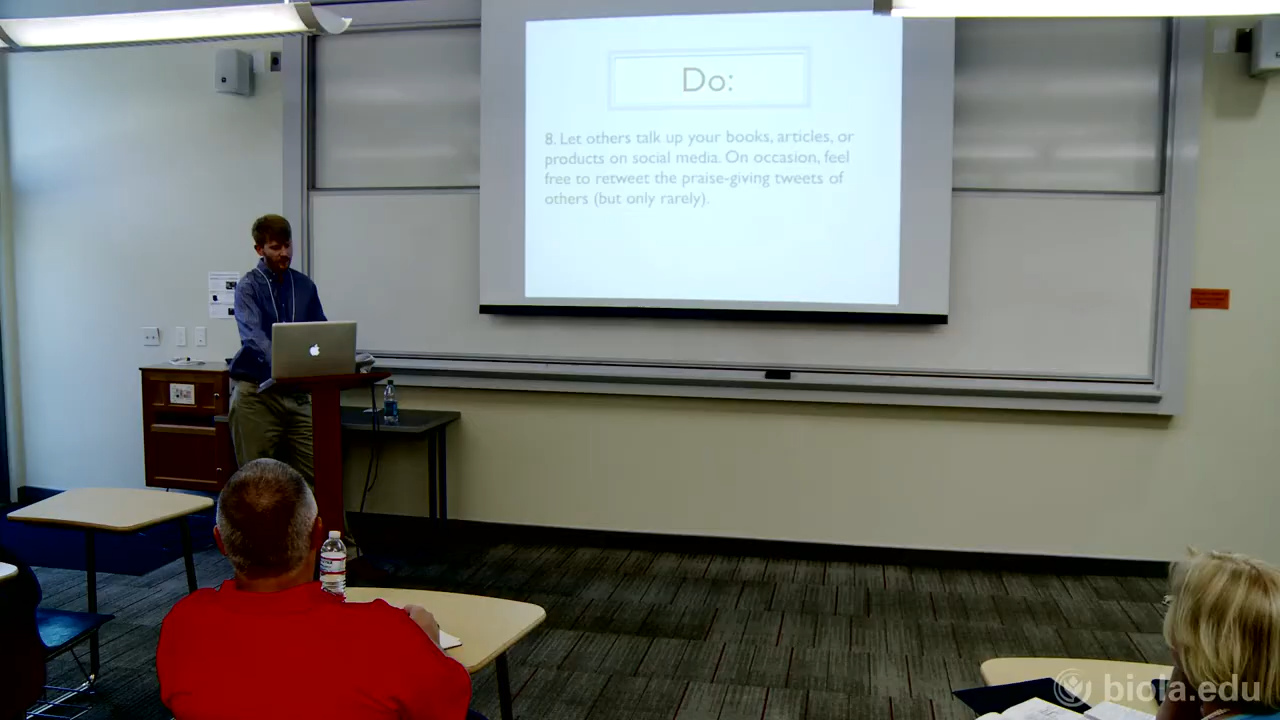 Do:
8. Let others talk up your books, articles, or
products on social media. On occasion, feel
free to retweet the praise-giving tweets of
others (but only rarely).
biola.edu